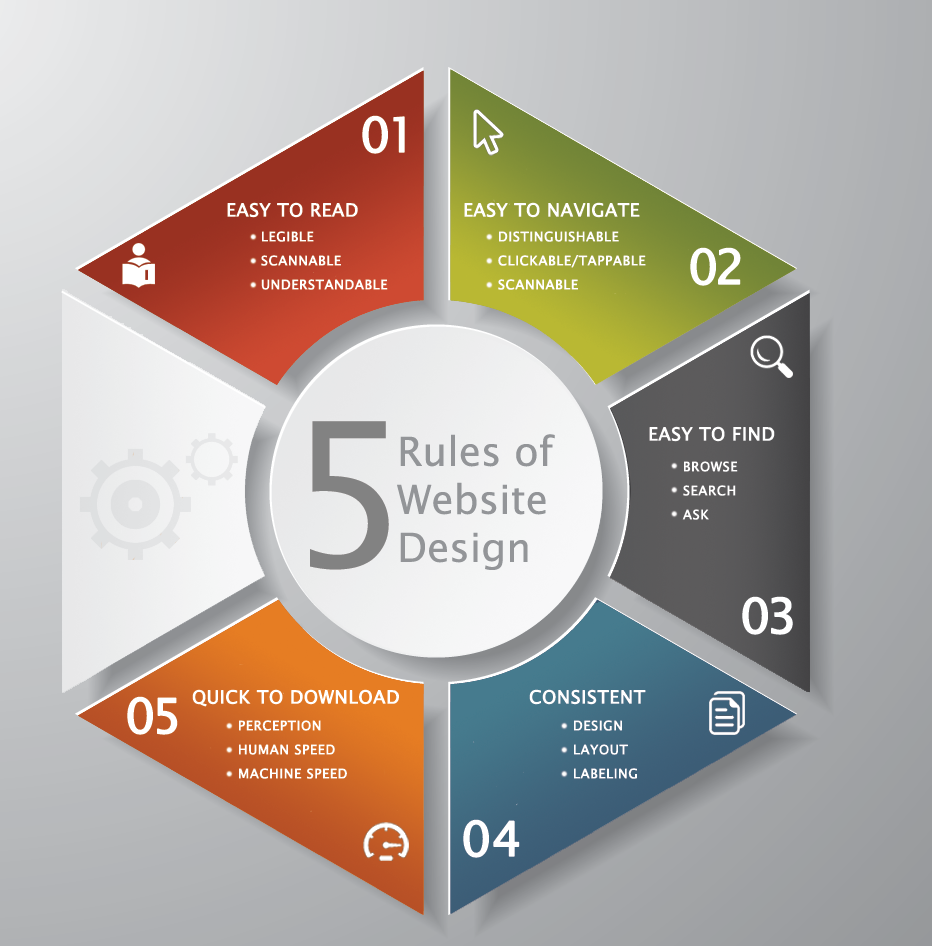 5
Rules of
Website
Design
01
EASY TO READ
• LEGIBLE
• SCANNABLE
• UNDERSTANDABLE
EASY TO NAVIGATE
• DISTINGUISHABLE
• CLICKABLE/TAPPABLE
• SCANNABLE
02
EASY TO FIND
• BROWSE
• SEARCH
• ASK
03
CONSISTENT
• DESIGN
• LAYOUT
• LABELING
04
05
QUICK TO DOWNLOAD
• PERCEPTION
• HUMAN SPEED
• MACHINE SPEED